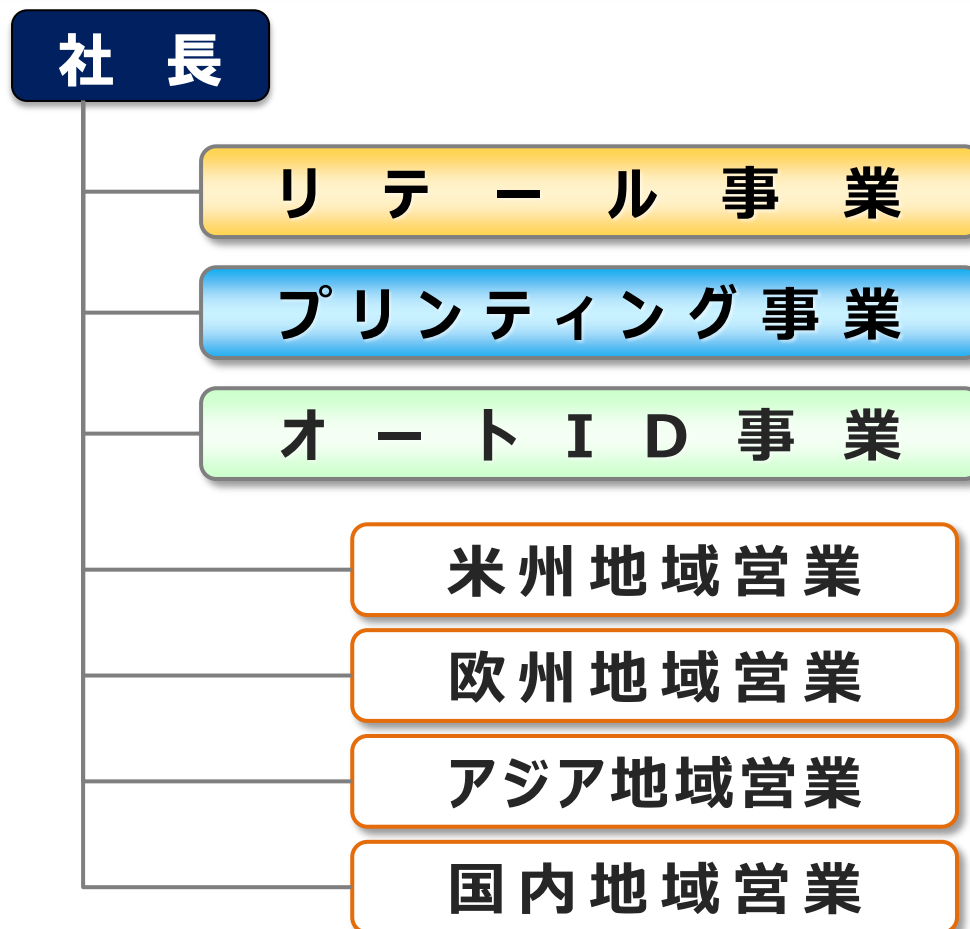 社長
リテール事業
プリンティング事業
オートID事業
米州地域営業
欧州地域営業
アジア地域営業
国内地域営業